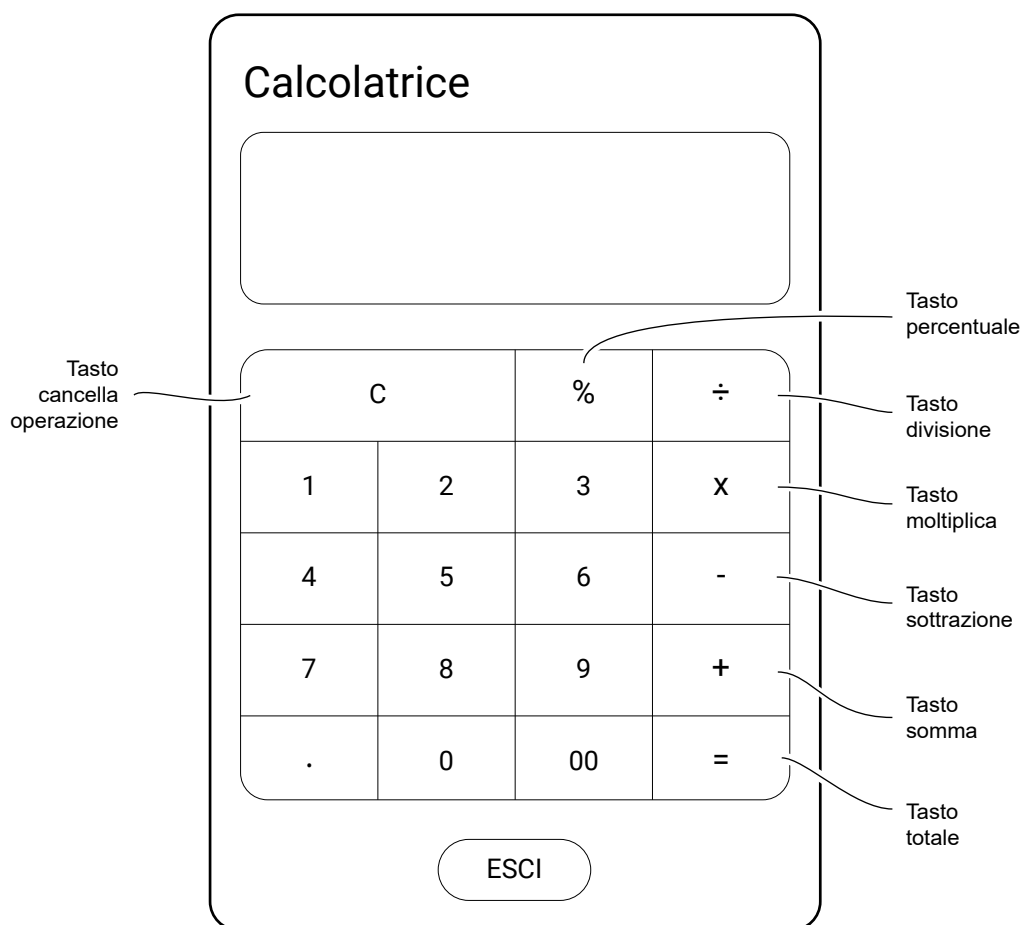 Calcolatrice
Tasto
percentuale
Tasto
cancella
operazione
C
%
÷
Tasto
divisione
1
2
3
x
Tasto
moltiplica
4
5
6
-
Tasto
sottrazione
7
8
9
+
Tasto
somma
.
0
00
=
Tasto
totale
ESCI